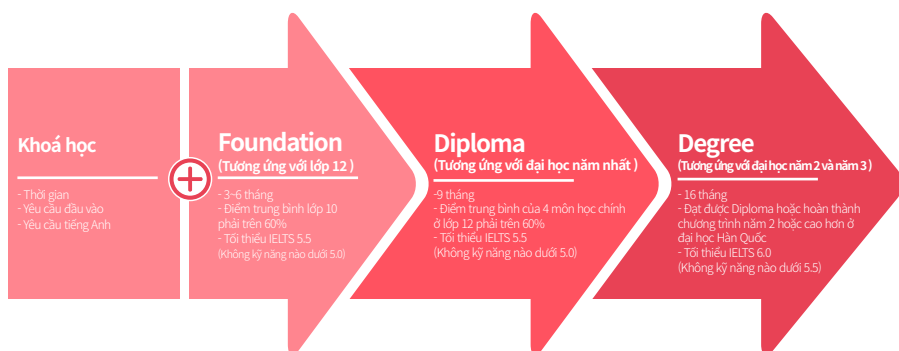 Khoá học
- Thời gian
- Yêu cầu đầu vào
- Yêu cầu tiếng Anh
Foundation
(Tương ứng với lớp 12 )
- 3~6 tháng
- Điểm trung bình lớp 10
phải trên 60%
- Tối thiểu IELTS 5.5
(Không kỹ năng nào dưới 5.0)
Diploma
(Tương ứng với đại học năm nhất )
-9 tháng
- Điểm trung bình của 4 môn học chính
ở lớp 12 phải trên 60%
- Tối thiểu IELTS 5.5
(Không kỹ năng nào dưới 5.0)
Degree
(Tương ứng với đại học năm 2 và năm 3 )
- 16 tháng
- Đạt được Diploma hoặc hoàn thành
chương trình năm 2 hoặc cao hơn ở
đại học Hàn Quốc
- Tối thiểu IELTS 6.0
(Không kỹ năng nào dưới 5.5)